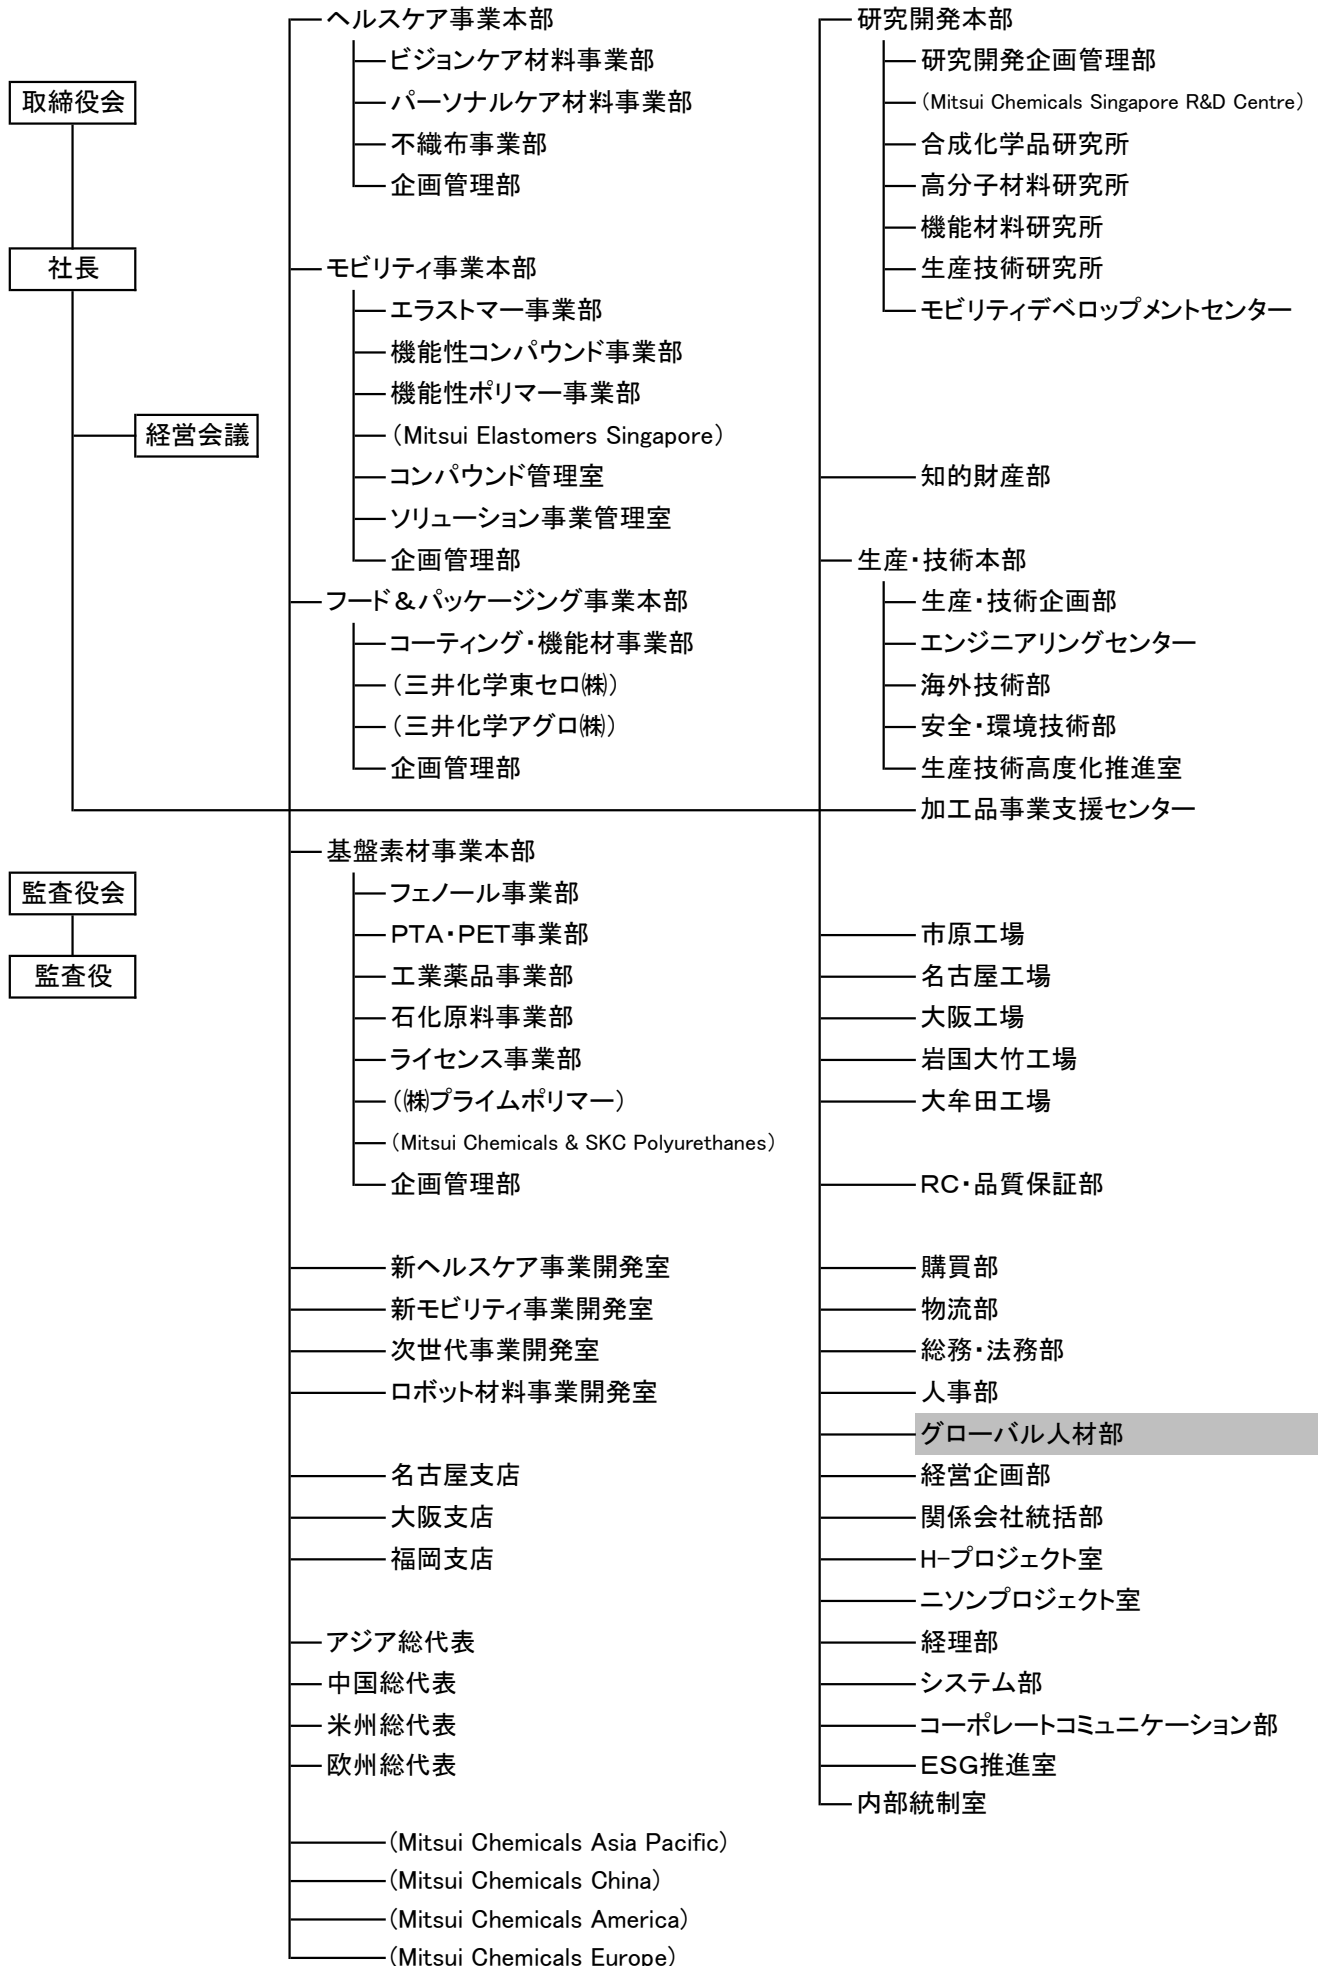 取締役会
社長
経営会議
監査役会
監査役
ヘルスケア事業本部
ビジョンケア材料事業部
パーソナルケア材料事業部
不織布事業部
企画管理部
モビリティ事業本部
エラストマー事業部
機能性コンパウンド事業部
機能性ポリマー事業部
（Mitsui Elastomers Singapore）
コンパウンド管理室
ソリューション事業管理室
企画管理部
フード＆パッケージング事業本部
コーティング・機能材事業部
（三井化学東セロ㈱）
（三井化学アグロ㈱）
企画管理部
基盤素材事業本部
フェノール事業部
PTA・PET事業部
工業薬品事業部
石化原料事業部
ライセンス事業部
（㈱プライムポリマー）
（Mitsui Chemicals & SKC Polyurethanes）
企画管理部
新ヘルスケア事業開発室
新モビリティ事業開発室
次世代事業開発室
ロボット材料事業開発室
名古屋支店
大阪支店
福岡支店
アジア総代表
中国総代表
米州総代表
欧州総代表
(Mitsui Chemicals Asia Pacific)
(Mitsui Chemicals China)
(Mitsui Chemicals America)
(Mitsui Chemicals Europe)
研究開発本部
研究開発企画管理部
（Mitsui Chemicals Singapore R&D Centre）
合成化学品研究所
高分子材料研究所
機能材料研究所
生産技術研究所
モビリティデベロップメントセンター
知的財産部
生産・技術本部
生産・技術企画部
エンジニアリングセンター
海外技術部
安全・環境技術部
生産技術高度化推進室
加工品事業支援センター
市原工場
名古屋工場
大阪工場
岩国大竹工場
大牟田工場
RC・品質保証部
購買部
物流部
総務・法務部
人事部
グローバル人材部
経営企画部
関係会社統括部
H-プロジェクト室
ニソンプロジェクト室
経理部
システム部
コーポレートコミュニケーション部
ESG推進室
内部統制室